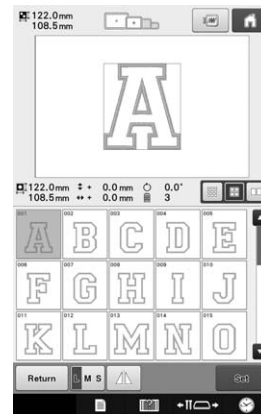 122.0mm
108.5mm
A
122.0mm + 0.0mm 0.0°
108.5mm + 0.0mm 3
001 002 003 004 005
A B C D E
006 007 008 009 010
F G H I J
011 012 013 014 015
K L M N O
Return L M S Set